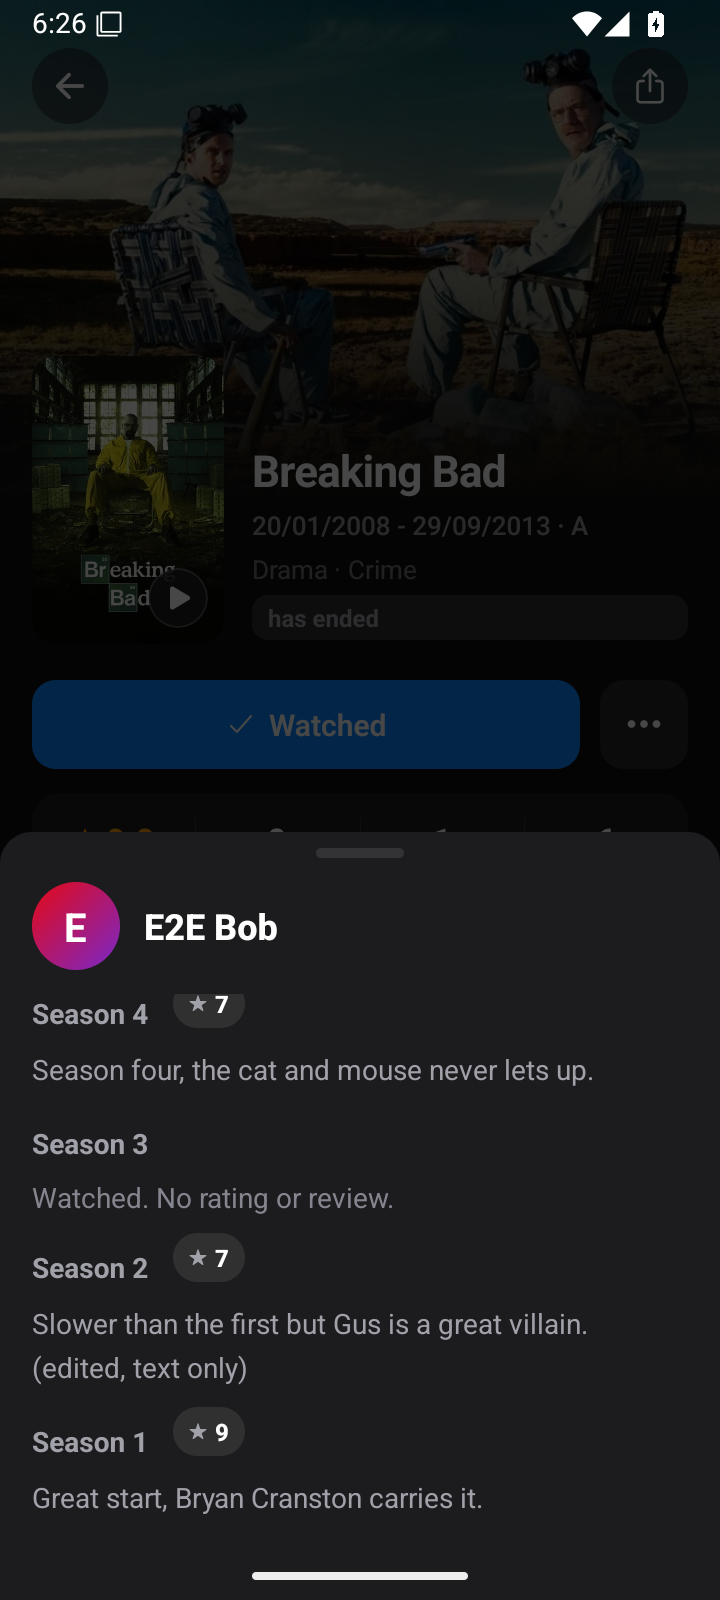 6:26
Breaking
Bad
Breaking Bad
20/01/2008 - 29/09/2013 · A
Drama · Crime
has ended
Watched
E
E2E Bob
Season 4 ★ 7
Season four, the cat and mouse never lets up.
Season 3
Watched. No rating or review.
Season 2 ★ 7
Slower than the first but Gus is a great villain.
(edited, text only)
Season 1 ★ 9
Great start, Bryan Cranston carries it.